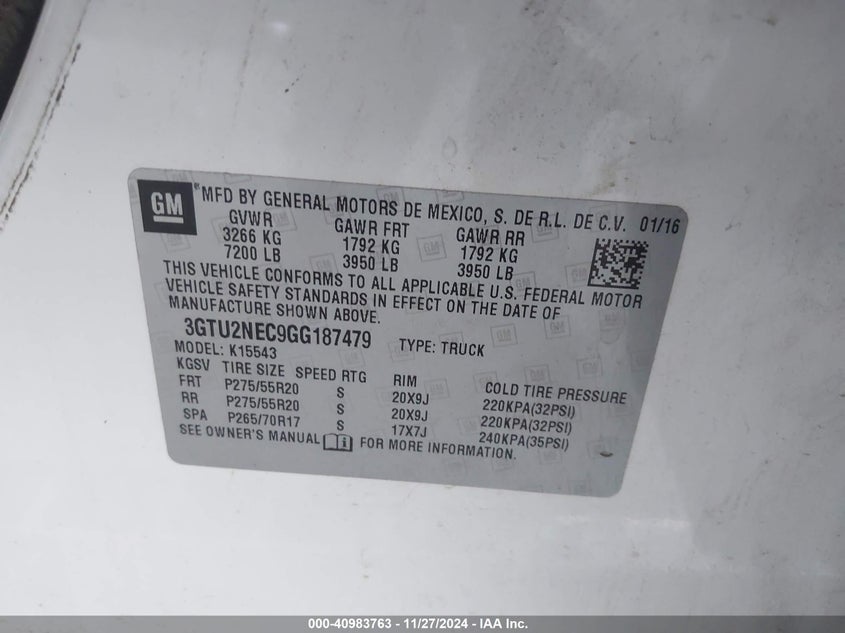 GM ®MFD BY GENERAL MOTORS DE MEXICO, S. DE R.L. DE C.V. 01/16
GVWR GAWR FRT GAWR RR
3266 KG 1792 KG 1792 KG
7200 LB 3950 LB 3950 LB
THIS VEHICLE CONFORMS TO ALL APPLICABLE U.S. FEDERAL MOTOR
VEHICLE SAFETY STANDARDS IN EFFECT ON THE DATE OF
MANUFACTURE SHOWN ABOVE.
3GTU2NEC9GG187479 TYPE: TRUCK
MODEL: K15543
KGSV TIRE SIZE SPEED RTG RIM COLD TIRE PRESSURE
FRT P275/55R20 S 20X9J 220KPA(32PSI)
RR P275/55R20 S 20X9J 220KPA(32PSI)
SPA P265/70R17 S 17X7J 240KPA(35PSI)
SEE OWNER'S MANUAL FOR MORE INFORMATION.
000-40983763 - 11/27/2024 - IAA Inc.